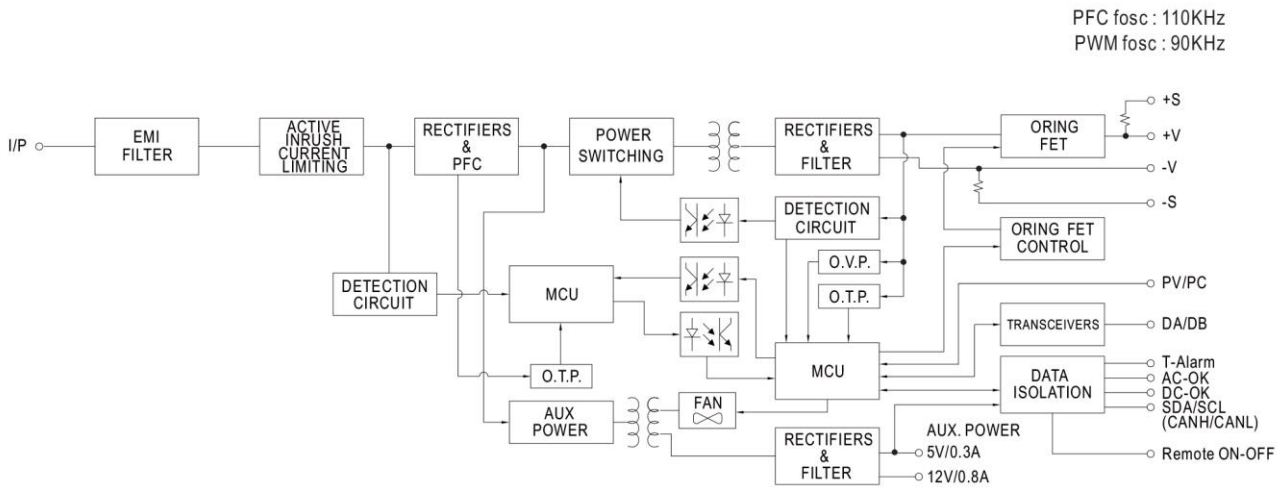 PFC fosc : 110KHz
PWM fosc : 90KHz
I/P
EMI
FILTER
ACTIVE
INRUSH
CURRENT
LIMITING
RECTIFIERS
&
PFC
POWER
SWITCHING
RECTIFIERS
&
FILTER
ORING
FET
+S
+V
-V
-S
DETECTION
CIRCUIT
ORING FET
CONTROL
O.V.P.
O.T.P.
DETECTION
CIRCUIT
MCU
PV/PC
TRANSCEIVERS
DA/DB
O.T.P.
MCU
DATA
ISOLATION
T-Alarm
AC-OK
DC-OK
SDA/SCL
(CANH/CANL)
AUX
POWER
FAN
RECTIFIERS
&
FILTER
AUX. POWER
5V/0.3A
12V/0.8A
Remote ON-OFF